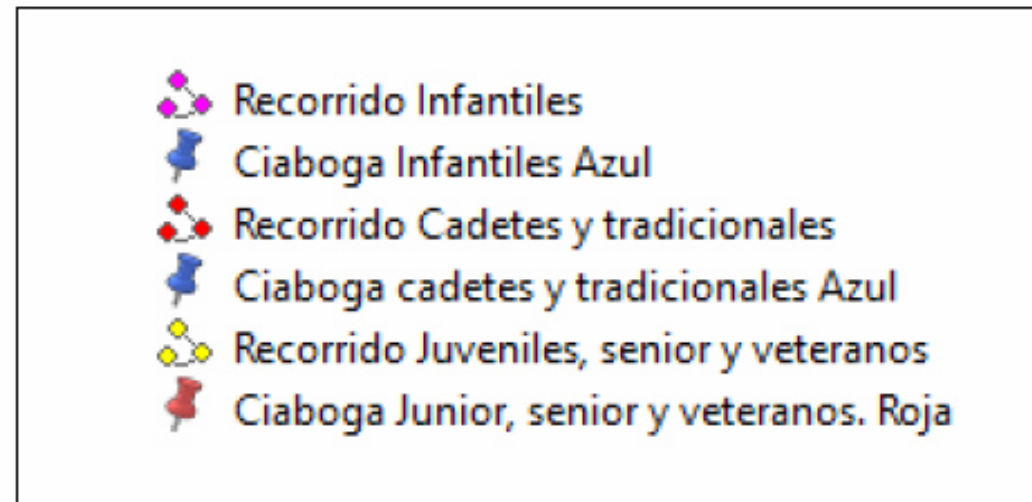 Recorrido Infantiles
Ciaboga Infantiles Azul
Recorrido Cadetes y tradicionales
Ciaboga cadetes y tradicionales Azul
Recorrido Juveniles, senior y veteranos
Ciaboga Junior, senior y veteranos. Roja